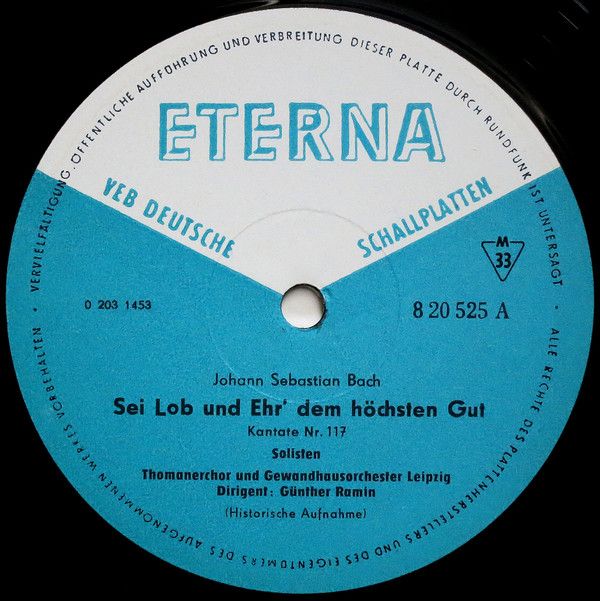 VERVIELFÄLTIGUNG, ÖFFENTLICHE AUFFÜHRUNG UND VERBREITUNG DIESER PLATTE DURCH RUNDFUNK IST UNTERSAGT.
ETERNA
VEB DEUTSCHE SCHALLPLATTEN
M
33
0 203 1453
8 20 525 A
Johann Sebastian Bach
Sei Lob und Ehr' dem höchsten Gut
Kantate Nr. 117
Solisten
Thomanerchor und Gewandhausorchester Leipzig
Dirigent: Günther Ramin
(Historische Aufnahme)
ALLE RECHTE DES PLATTENHERSTELLERS UND DES EIGENTÜMERS DES AUFGENOMMENEN WERKES VORBEHALTEN